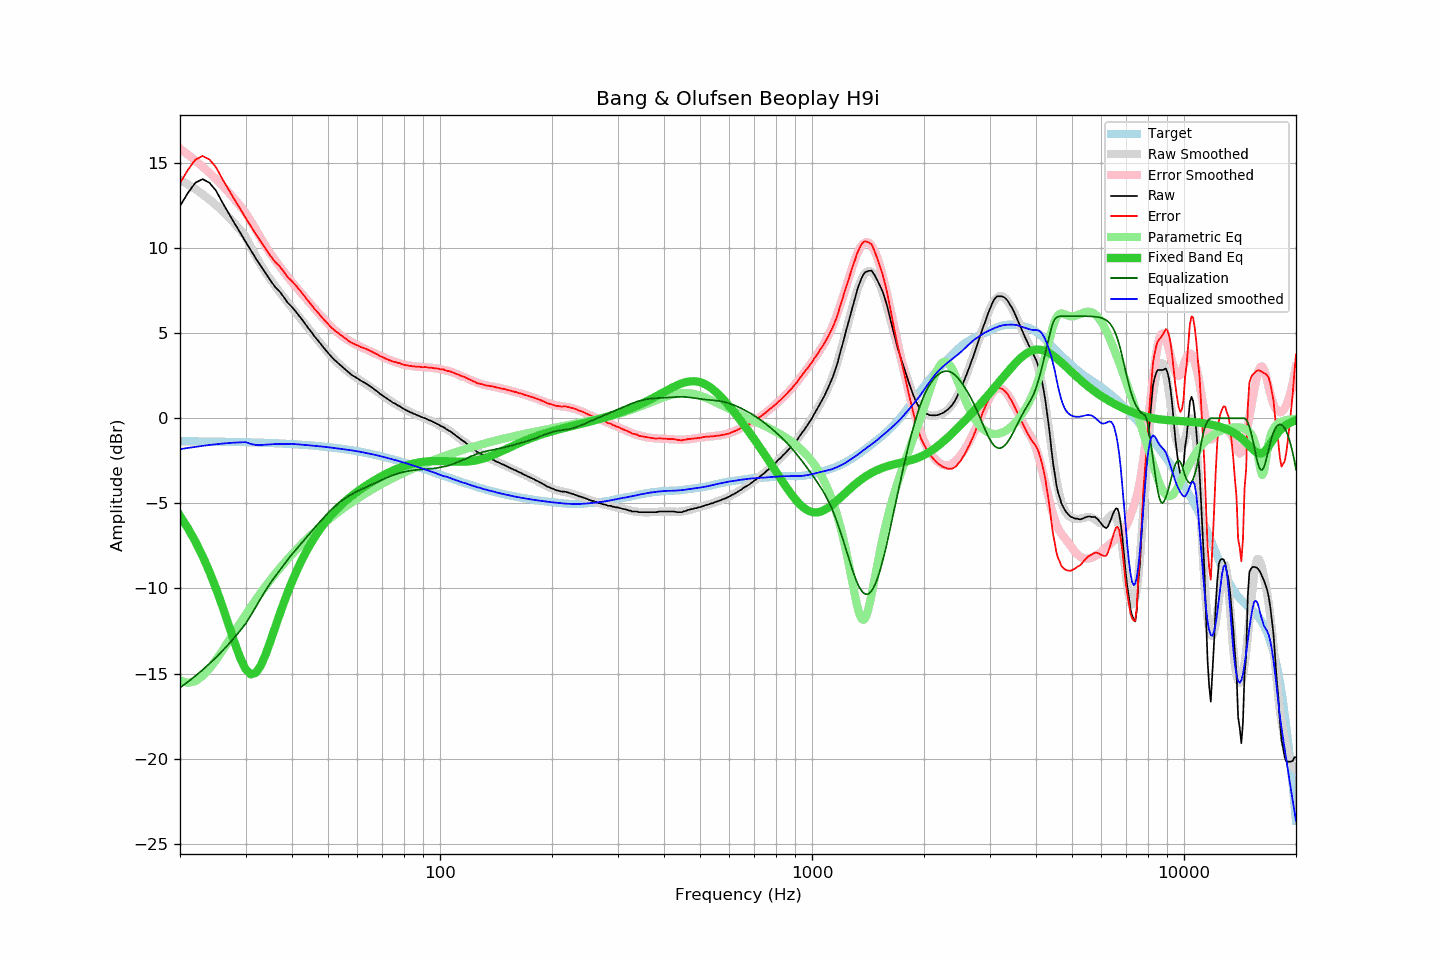 Bang & Olufsen Beoplay H9i
Target
Raw Smoothed
Error Smoothed
Raw
Error
Parametric Eq
Fixed Band Eq
Equalization
Equalized smoothed
Amplitude (dBr)
15
10
5
0
−5
−10
−15
−20
−25
100
1000
10000
Frequency (Hz)